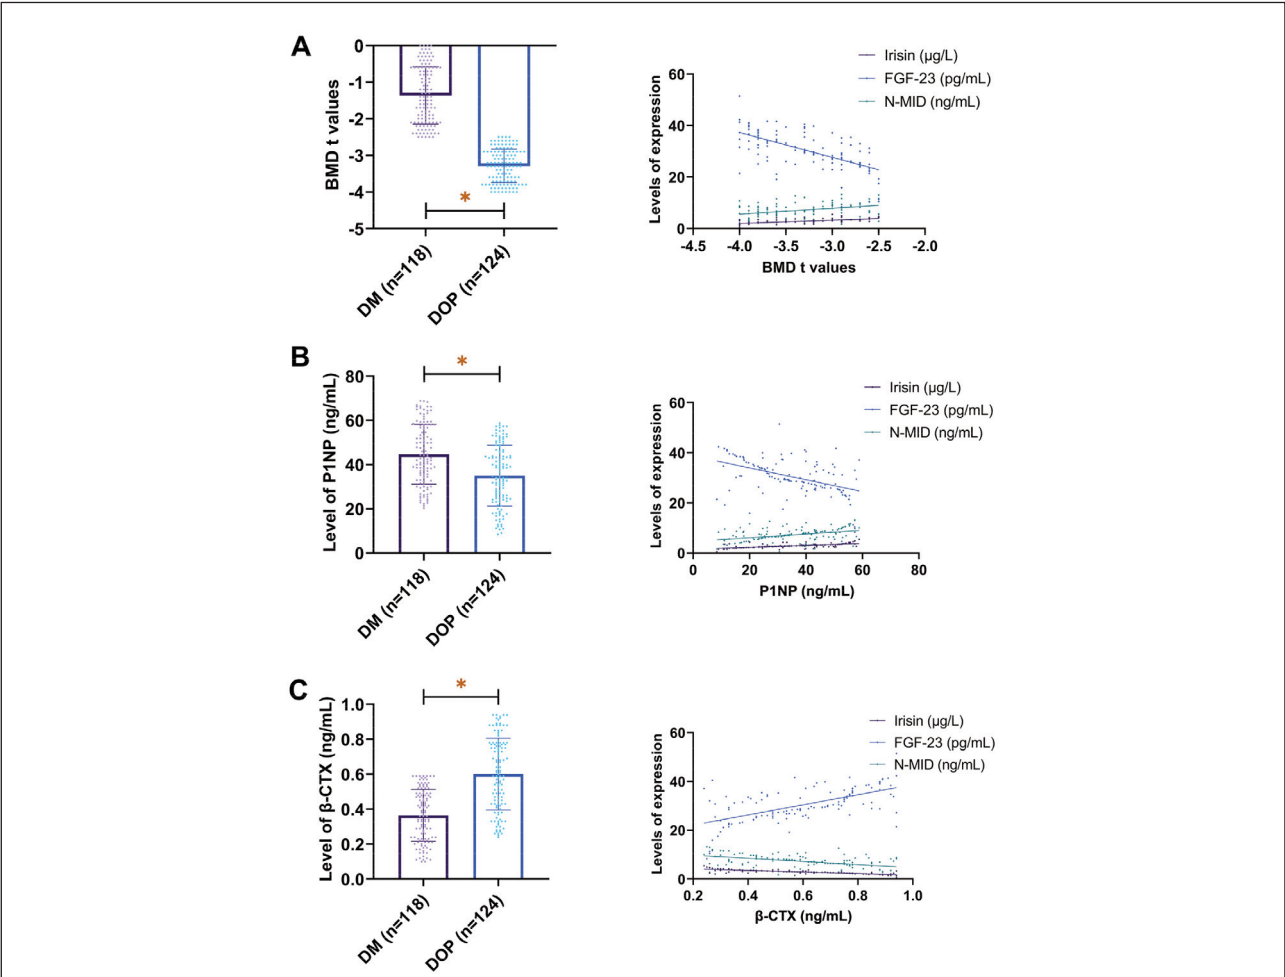 A
BMD t values
0
-1
-2
-3
-4
-5
*
DM (n=118)
DOP (n=124)
Irisin (µg/L)
FGF-23 (pg/mL)
N-MID (ng/mL)
Levels of expression
60
40
20
0
-4.5 -4.0 -3.5 -3.0 -2.5 -2.0
BMD t values
B
Level of P1NP (ng/mL)
80
60
40
20
0
*
DM (n=118)
DOP (n=124)
Irisin (µg/L)
FGF-23 (pg/mL)
N-MID (ng/mL)
Levels of expression
60
40
20
0
0 20 40 60 80
P1NP (ng/mL)
C
Level of β-CTX (ng/mL)
1.0
0.8
0.6
0.4
0.2
0.0
*
DM (n=118)
DOP (n=124)
Irisin (µg/L)
FGF-23 (pg/mL)
N-MID (ng/mL)
Levels of expression
60
40
20
0
0.2 0.4 0.6 0.8 1.0
β-CTX (ng/mL)